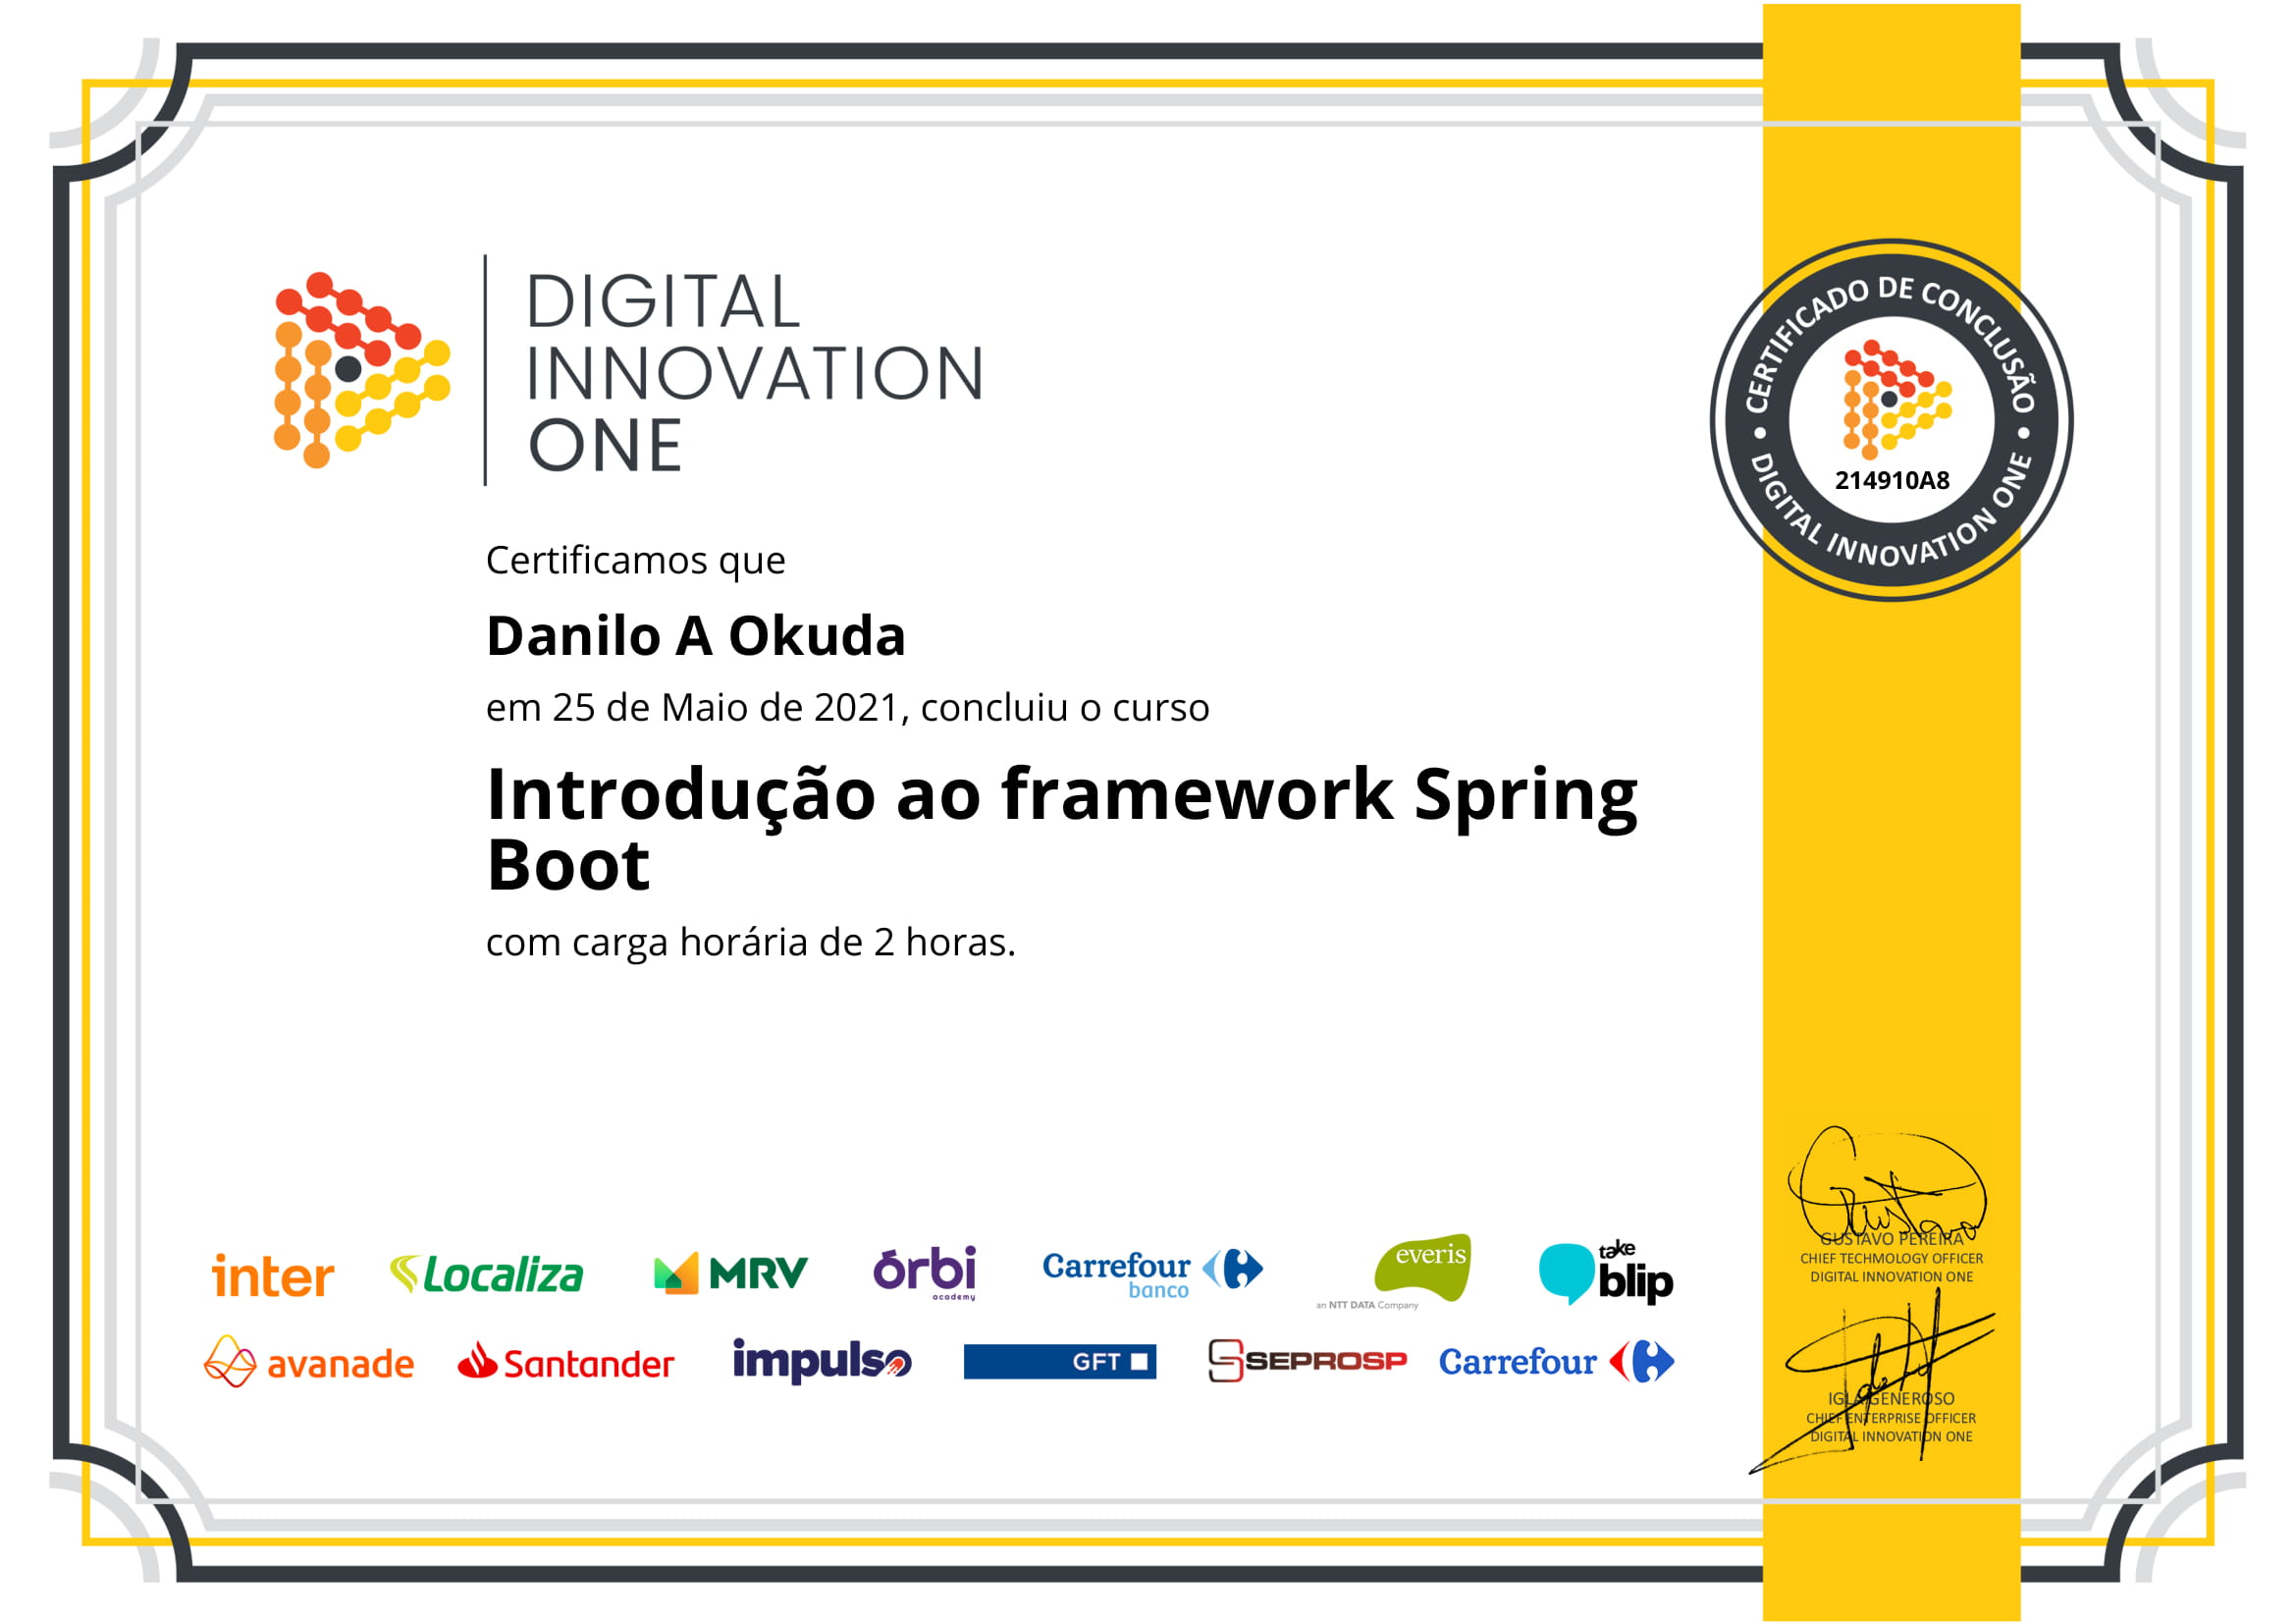 DIGITAL
INNOVATION
ONE
CERTIFICADO DE CONCLUSÃO
214910A8
DIGITAL INNOVATION ONE
Certificamos que
Danilo A Okuda
em 25 de Maio de 2021, concluiu o curso
Introdução ao framework Spring
Boot
com carga horária de 2 horas.
Gustavo
GUSTAVO PEREIRA
CHIEF TECHMOLOGY OFFICER
DIGITAL INNOVATION ONE
inter
Localiza
MRV
órbi
academy
Carrefour
banco
everis
an NTT DATA Company
take
blip
avanade
Santander
impulso
GFT
SEPROSP
Carrefour
IGLA GENEROSO
CHIEF ENTERPRISE OFFICER
DIGITAL INNOVATION ONE